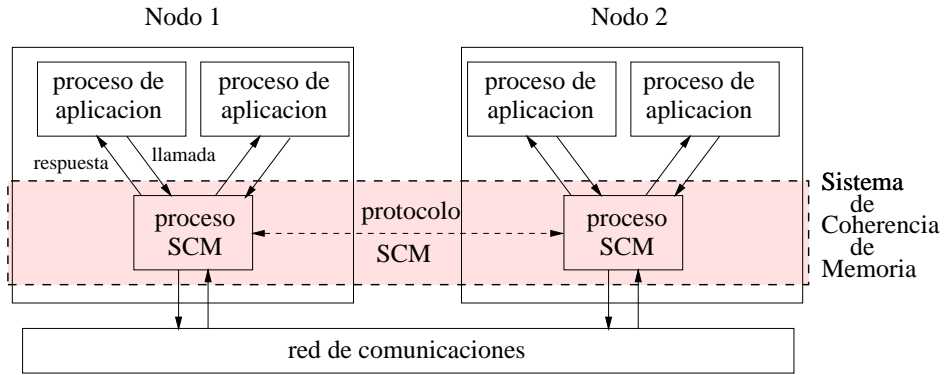 Nodo 1
Nodo 2
proceso de
aplicacion
proceso de
aplicacion
proceso de
aplicacion
proceso de
aplicacion
respuesta
llamada
proceso
SCM
protocolo
SCM
proceso
SCM
Sistema
de
Coherencia
de
Memoria
red de comunicaciones